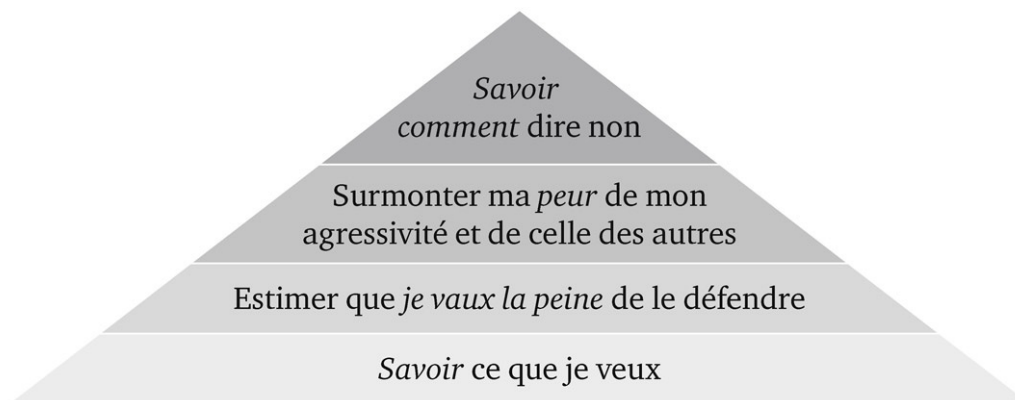 Savoir
comment dire non
Surmonter ma peur de mon
agressivité et de celle des autres
Estimer que je vaux la peine de le défendre
Savoir ce que je veux